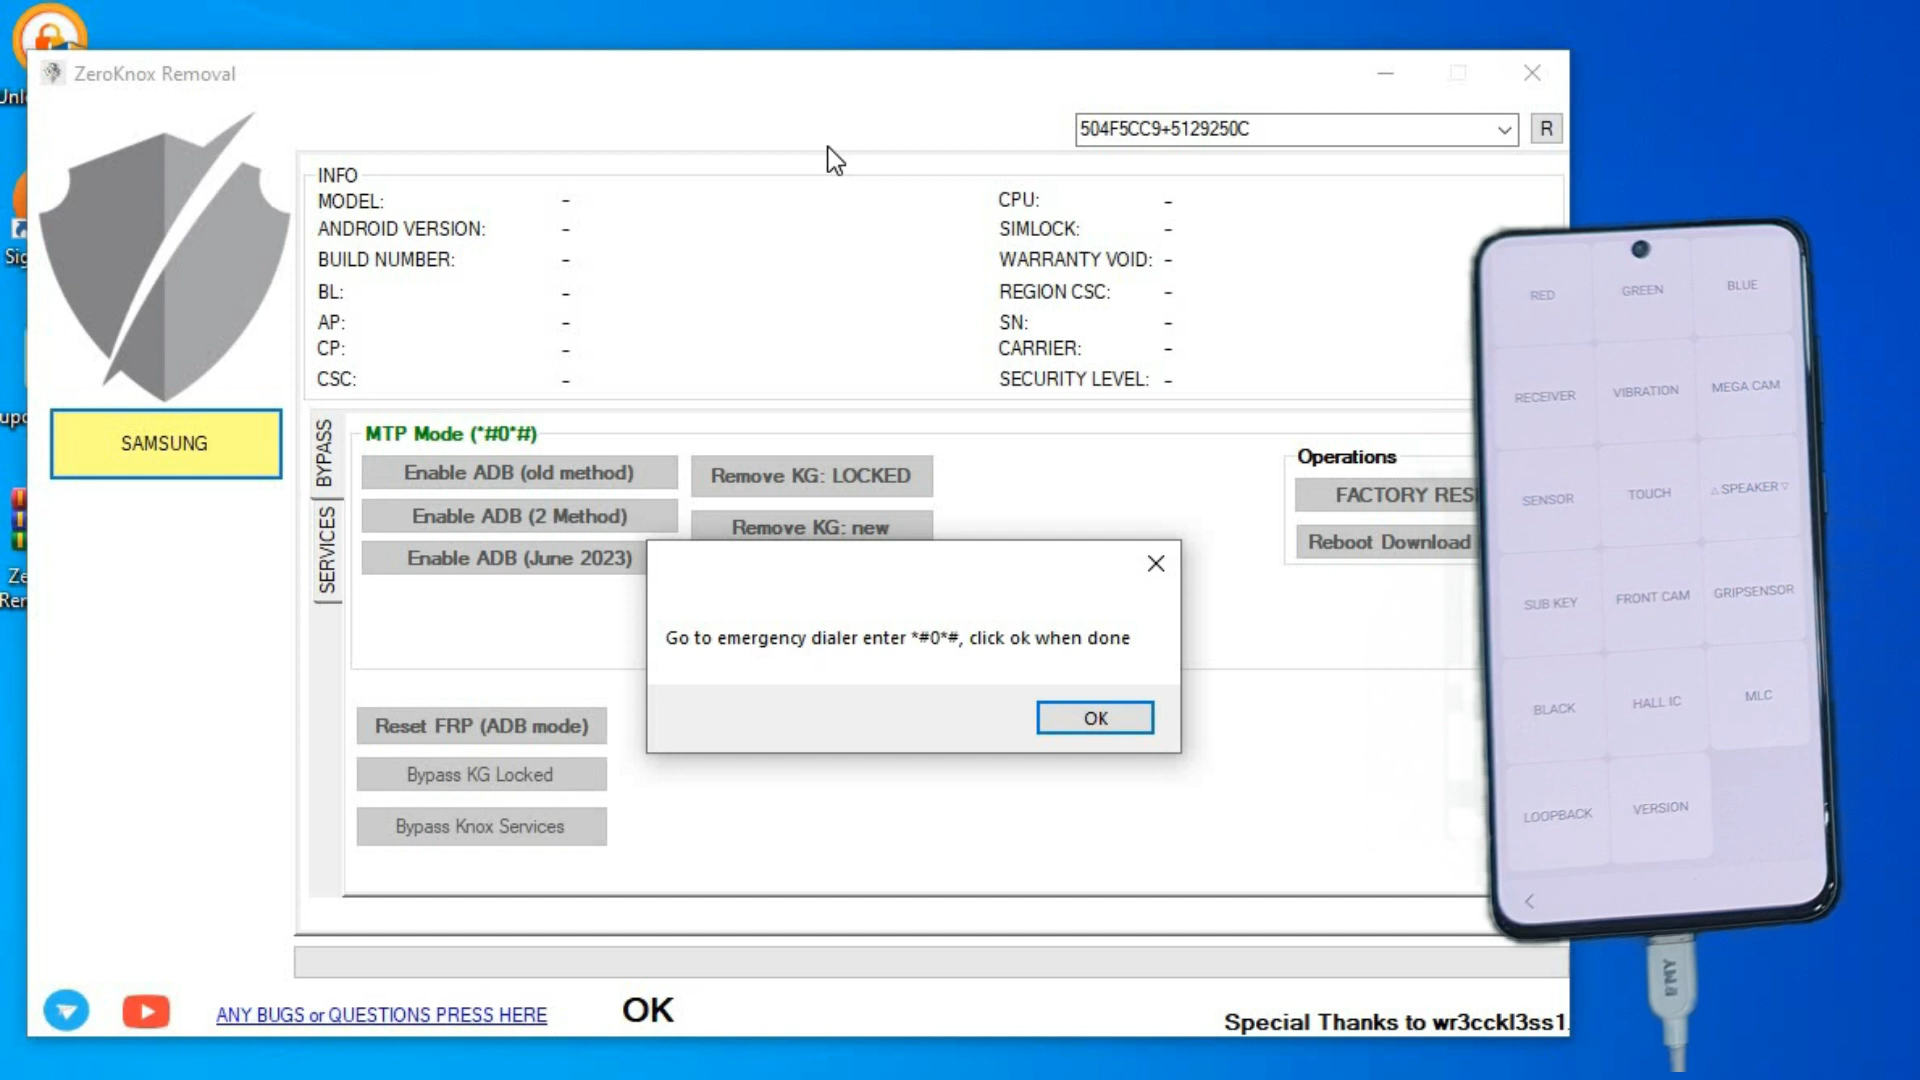 ZeroKnox Removal
504F5CC9+5129250C
R
INFO
MODEL: -
ANDROID VERSION: -
BUILD NUMBER: -
BL: -
AP: -
CP: -
CSC: -
CPU: -
SIMLOCK: -
WARRANTY VOID: -
REGION CSC: -
SN: -
CARRIER: -
SECURITY LEVEL: -
SAMSUNG
BYPASS
SERVICES
MTP Mode (*#0*#)
Enable ADB (old method)
Remove KG: LOCKED
Enable ADB (2 Method)
Remove KG: new
Enable ADB (June 2023)
Operations
FACTORY RES
Reboot Download
Go to emergency dialer enter *#0*#, click ok when done
OK
Reset FRP (ADB mode)
Bypass KG Locked
Bypass Knox Services
ANY BUGS or QUESTIONS PRESS HERE
OK
Special Thanks to wr3cckl3ss1
RED
GREEN
BLUE
RECEIVER
VIBRATION
MEGA CAM
SENSOR
TOUCH
△SPEAKER▽
SUB KEY
FRONT CAM
GRIPSENSOR
BLACK
HALL IC
MLC
LOOPBACK
VERSION